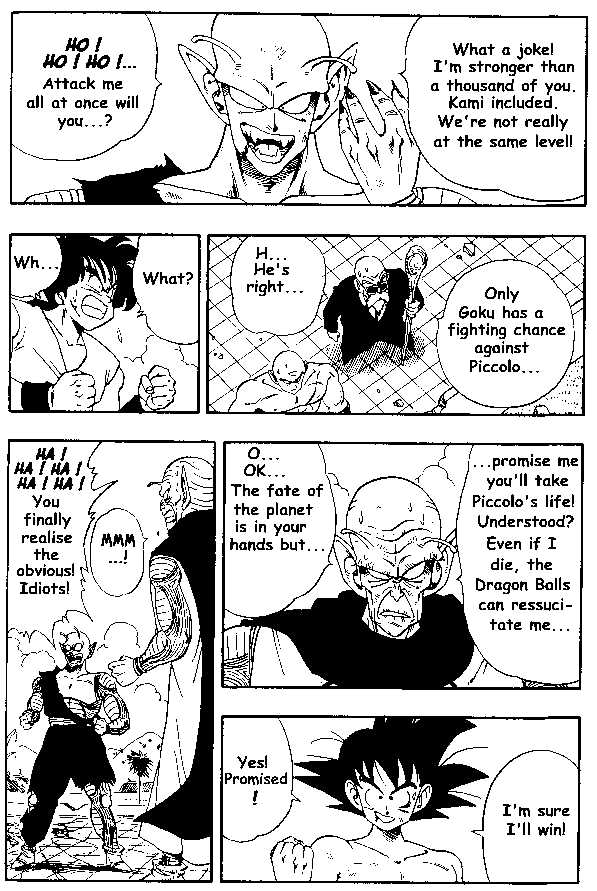 HO!
HO! HO!...
Attack me
all at once will
you...?
What a joke!
I'm stronger than
a thousand of you.
Kami included.
We're not really
at the same level!
Wh...
What?
H...
He's
right...
Only
Goku has a
fighting chance
against
Piccolo...
HA!
HA! HA!
HA! HA!
You
finally
realise
the
obvious!
Idiots!
MMM
...!
O...
OK...
The fate of
the planet
is in your
hands but...
...promise me
you'll take
Piccolo's life!
Understood?
Even if I
die, the
Dragon Balls
can ressuci-
tate me...
Yes!
Promised
!
I'm sure
I'll win!